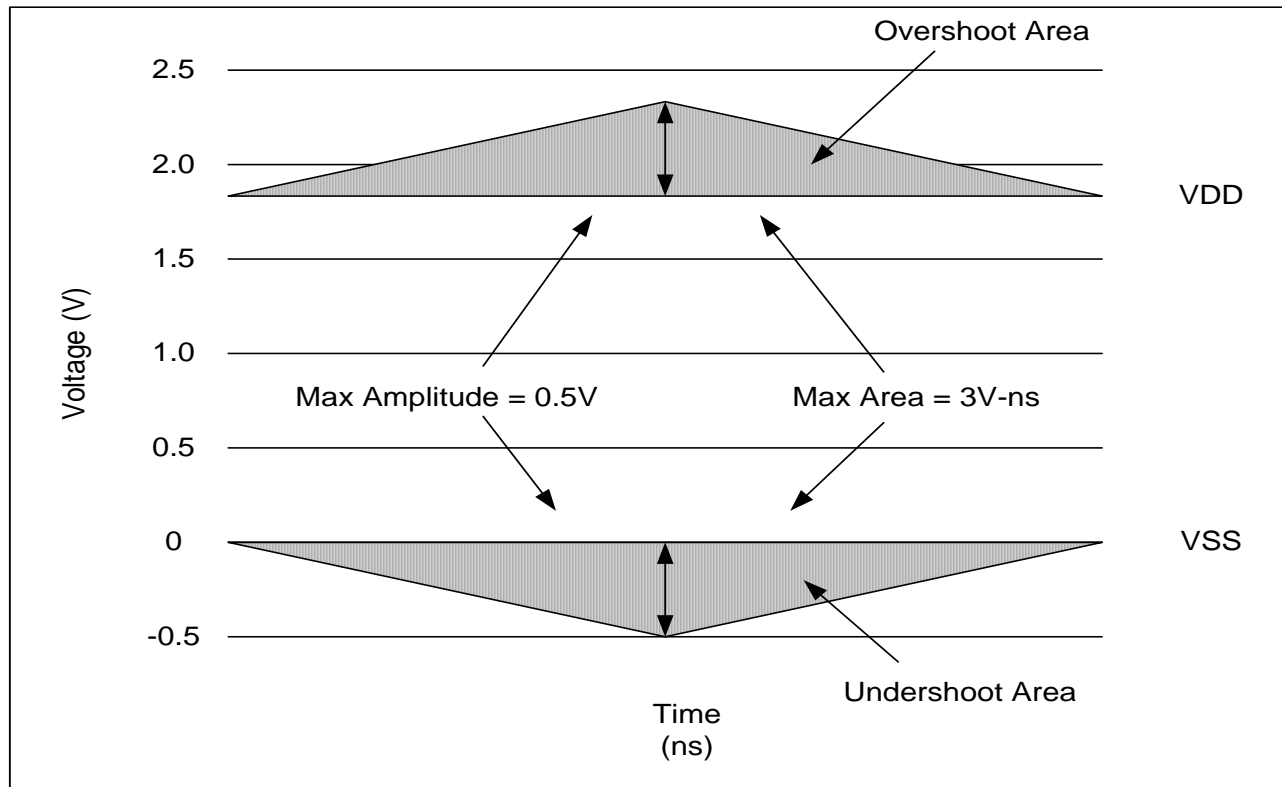 Overshoot Area
2.5
2.0
VDD
1.5
Voltage (V)
1.0
Max Amplitude = 0.5V
Max Area = 3V-ns
0.5
0
VSS
-0.5
Undershoot Area
Time
(ns)